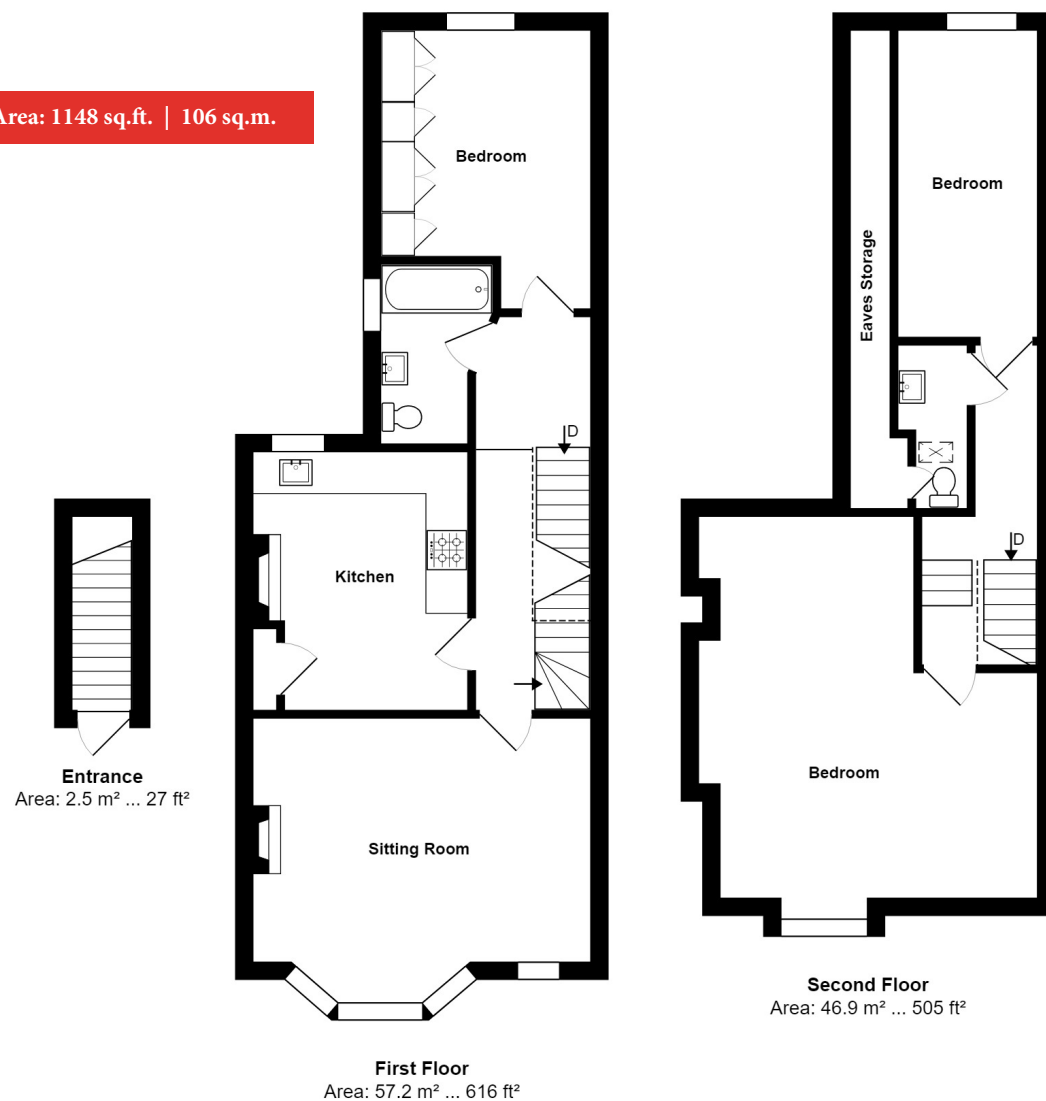 Area: 1148 sq.ft. | 106 sq.m.
Bedroom
Kitchen
Sitting Room
D
Entrance
Area: 2.5 m² ... 27 ft²
First Floor
Area: 57.2 m² ... 616 ft²
Bedroom
Eaves Storage
D
Bedroom
Second Floor
Area: 46.9 m² ... 505 ft²